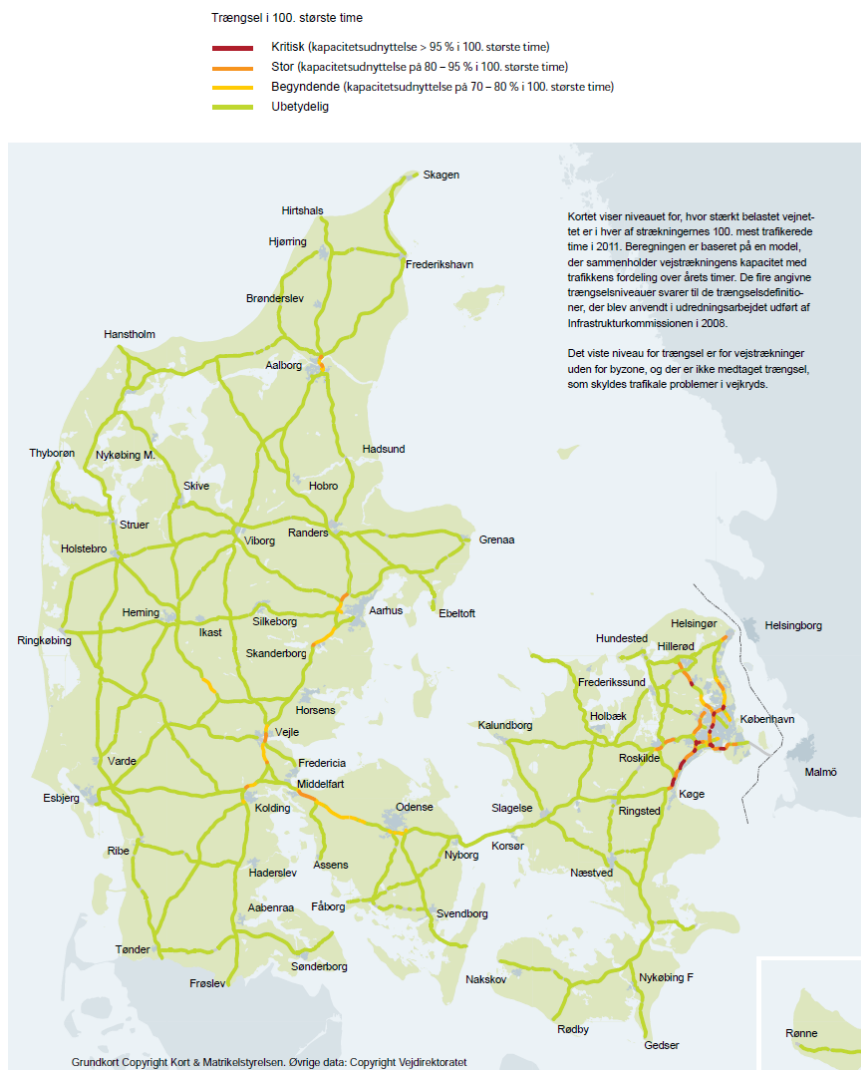 Trængsel i 100. største time
Kritisk (kapacitetsudnyttelse > 95 % i 100. største time)
Stor (kapacitetsudnyttelse på 80 – 95 % i 100. største time)
Begyndende (kapacitetsudnyttelse på 70 – 80 % i 100. største time)
Ubetydelig
Skagen
Hirtshals
Kortet viser niveauet for, hvor stærkt belastet vejnet-
tet er i hver af strækningernes 100. mest trafikerede
time i 2011. Beregningen er baseret på en model,
der sammenholder vejstrækningens kapacitet med
trafikkens fordeling over årets timer. De fire angivne
trængselsniveauer svarer til de trængselsdefinitio-
ner, der blev anvendt i udredningsarbejdet udført af
Infrastrukturkommissionen i 2008.
Det viste niveau for trængsel er for vejstrækninger
uden for byzone, og der er ikke medtaget trængsel,
som skyldes trafikale problemer i vejkryds.
Hjørring
Frederikshavn
Brønderslev
Hanstholm
Aalborg
Thyborøn
Nykøbing M.
Hadsund
Skive
Hobro
Struer
Randers
Viborg
Grenaa
Holstebro
Herning
Silkeborg
Aarhus
Ebeltoft
Ikast
Ringkøbing
Skanderborg
Helsingør
Helsingborg
Hundested
Hillerød
Frederikssund
Horsens
Kalundborg
Holbæk
København
Vejle
Varde
Fredericia
Roskilde
Malmö
Middelfart
Esbjerg
Kolding
Odense
Slagelse
Køge
Ringsted
Ribe
Nyborg
Korsør
Haderslev
Assens
Næstved
Aabenraa
Fåborg
Svendborg
Tønder
Sønderborg
Nakskov
Nykøbing F
Frøslev
Rødby
Gedser
Rønne
Grundkort Copyright Kort & Matrikelstyrelsen. Øvrige data: Copyright Vejdirektoratet